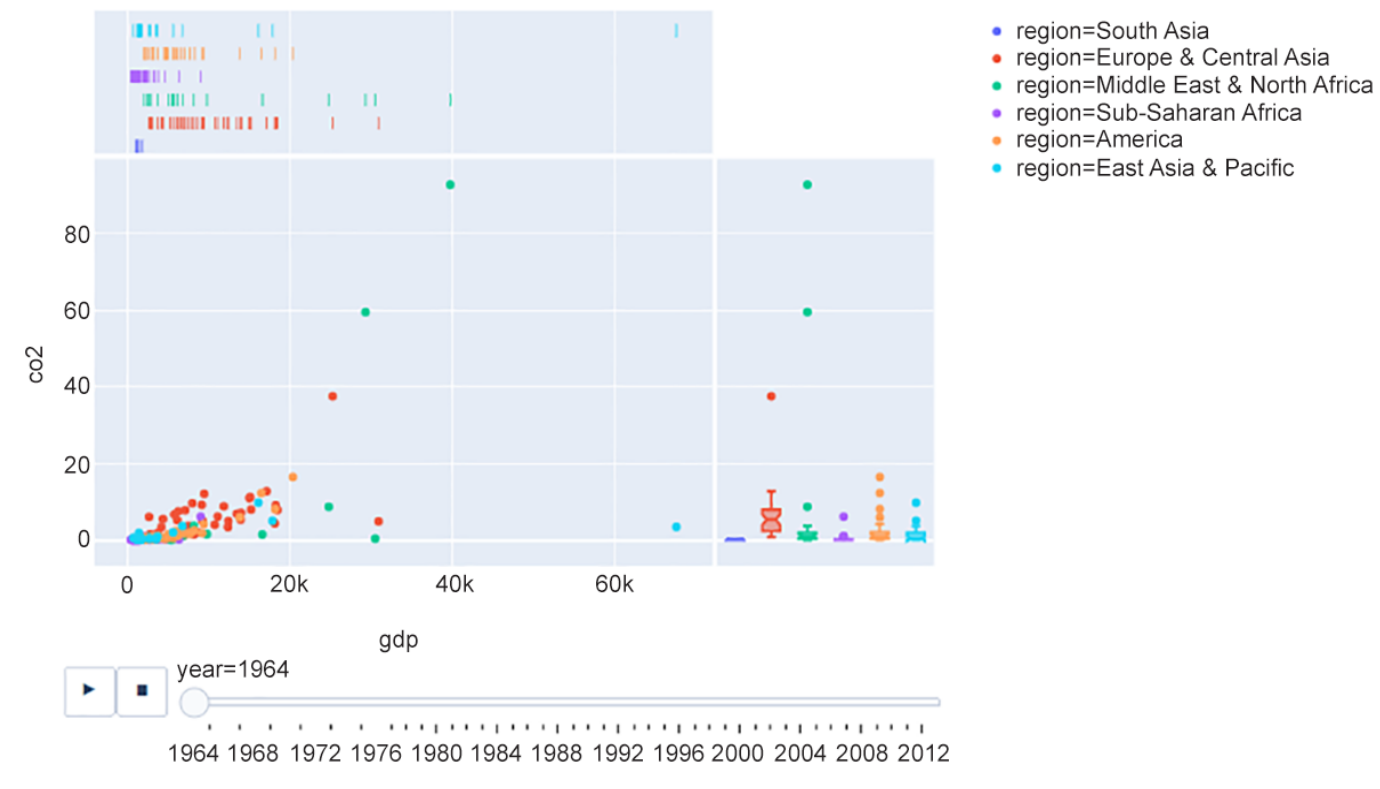 region=South Asia
region=Europe & Central Asia
region=Middle East & North Africa
region=Sub-Saharan Africa
region=America
region=East Asia & Pacific
80
60
40
20
0
co2
0 20k 40k 60k
gdp
year=1964
1964 1968 1972 1976 1980 1984 1988 1992 1996 2000 2004 2008 2012